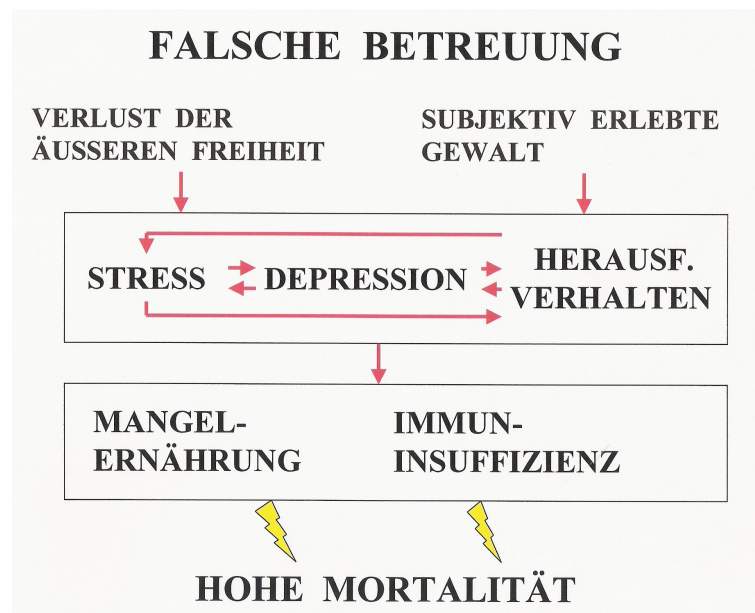 FALSCHE BETREUUNG
VERLUST DER
ÄUSSEREN FREIHEIT
SUBJEKTIV ERLEBTE
GEWALT
STRESS
DEPRESSION
HERAUSF.
VERHALTEN
MANGEL-
ERNÄHRUNG
IMMUN-
INSUFFIZIENZ
HOHE MORTALITÄT